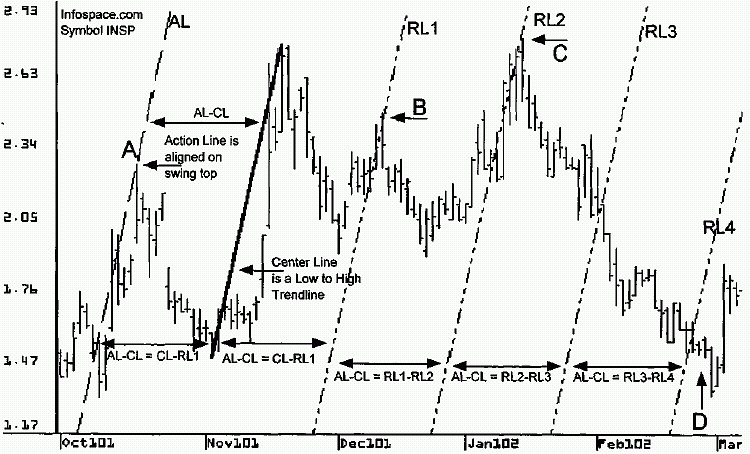 2.93
Infospace.com
Symbol INSP
AL
RL1
RL2
RL3
C
2.63
AL-CL
B
2.34
A
Action Line is
aligned on
swing top
2.05
RL4
Center Line
is a Low to High
Trendline
1.76
1.47
AL-CL = CL-RL1
AL-CL = CL-RL1
AL-CL = RL1-RL2
AL-CL = RL2-RL3
AL-CL = RL3-RL4
D
1.17
Oct101
Nov101
Dec101
Jan102
Feb102
Mar